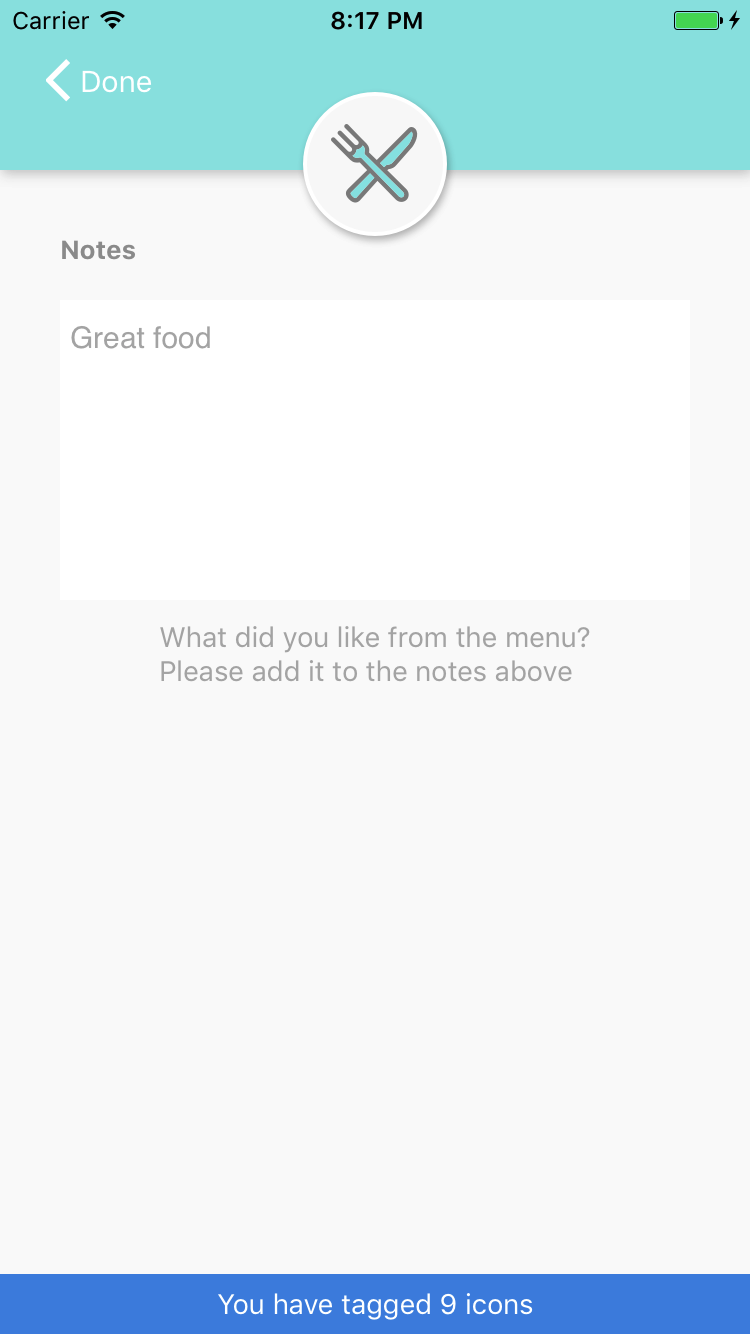 Carrier 8:17 PM
Done
Notes
Great food
What did you like from the menu?
Please add it to the notes above
You have tagged 9 icons